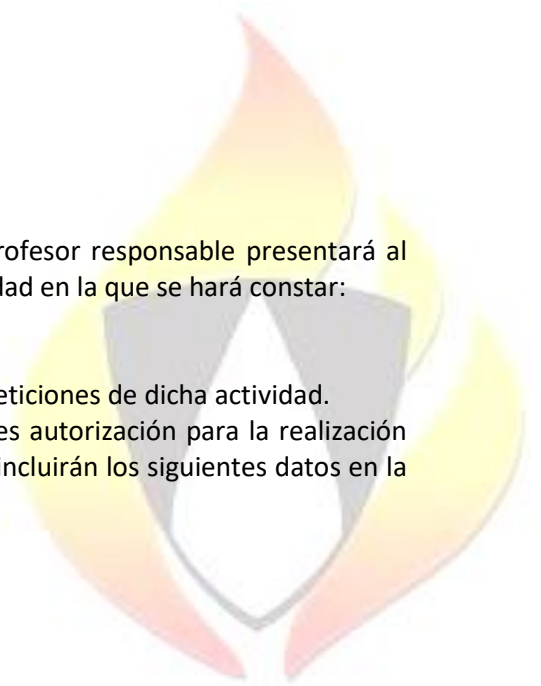 rofesor responsable presentará al
dad en la que se hará constar:
eticiones de dicha actividad.
es autorización para la realización
incluirán los siguientes datos en la